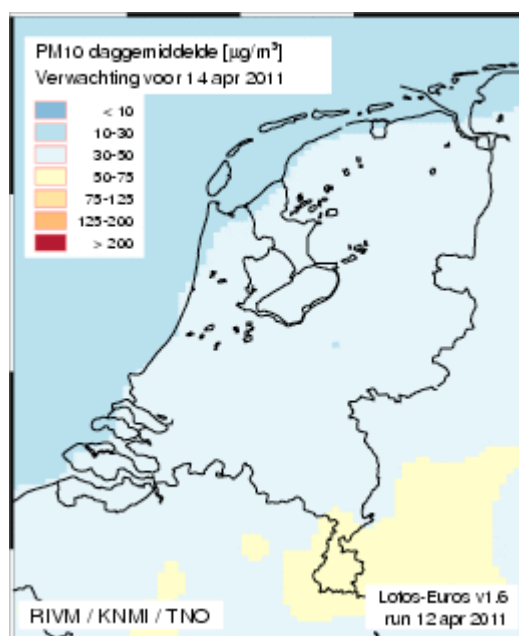 PM10 daggemiddelde [µg/m³]
Verwachting voor 14 apr 2011
< 10
10-30
30-50
50-75
75-125
125-200
> 200
RIVM / KNMI / TNO
Lotos-Euros v1.6
run 12 apr 2011